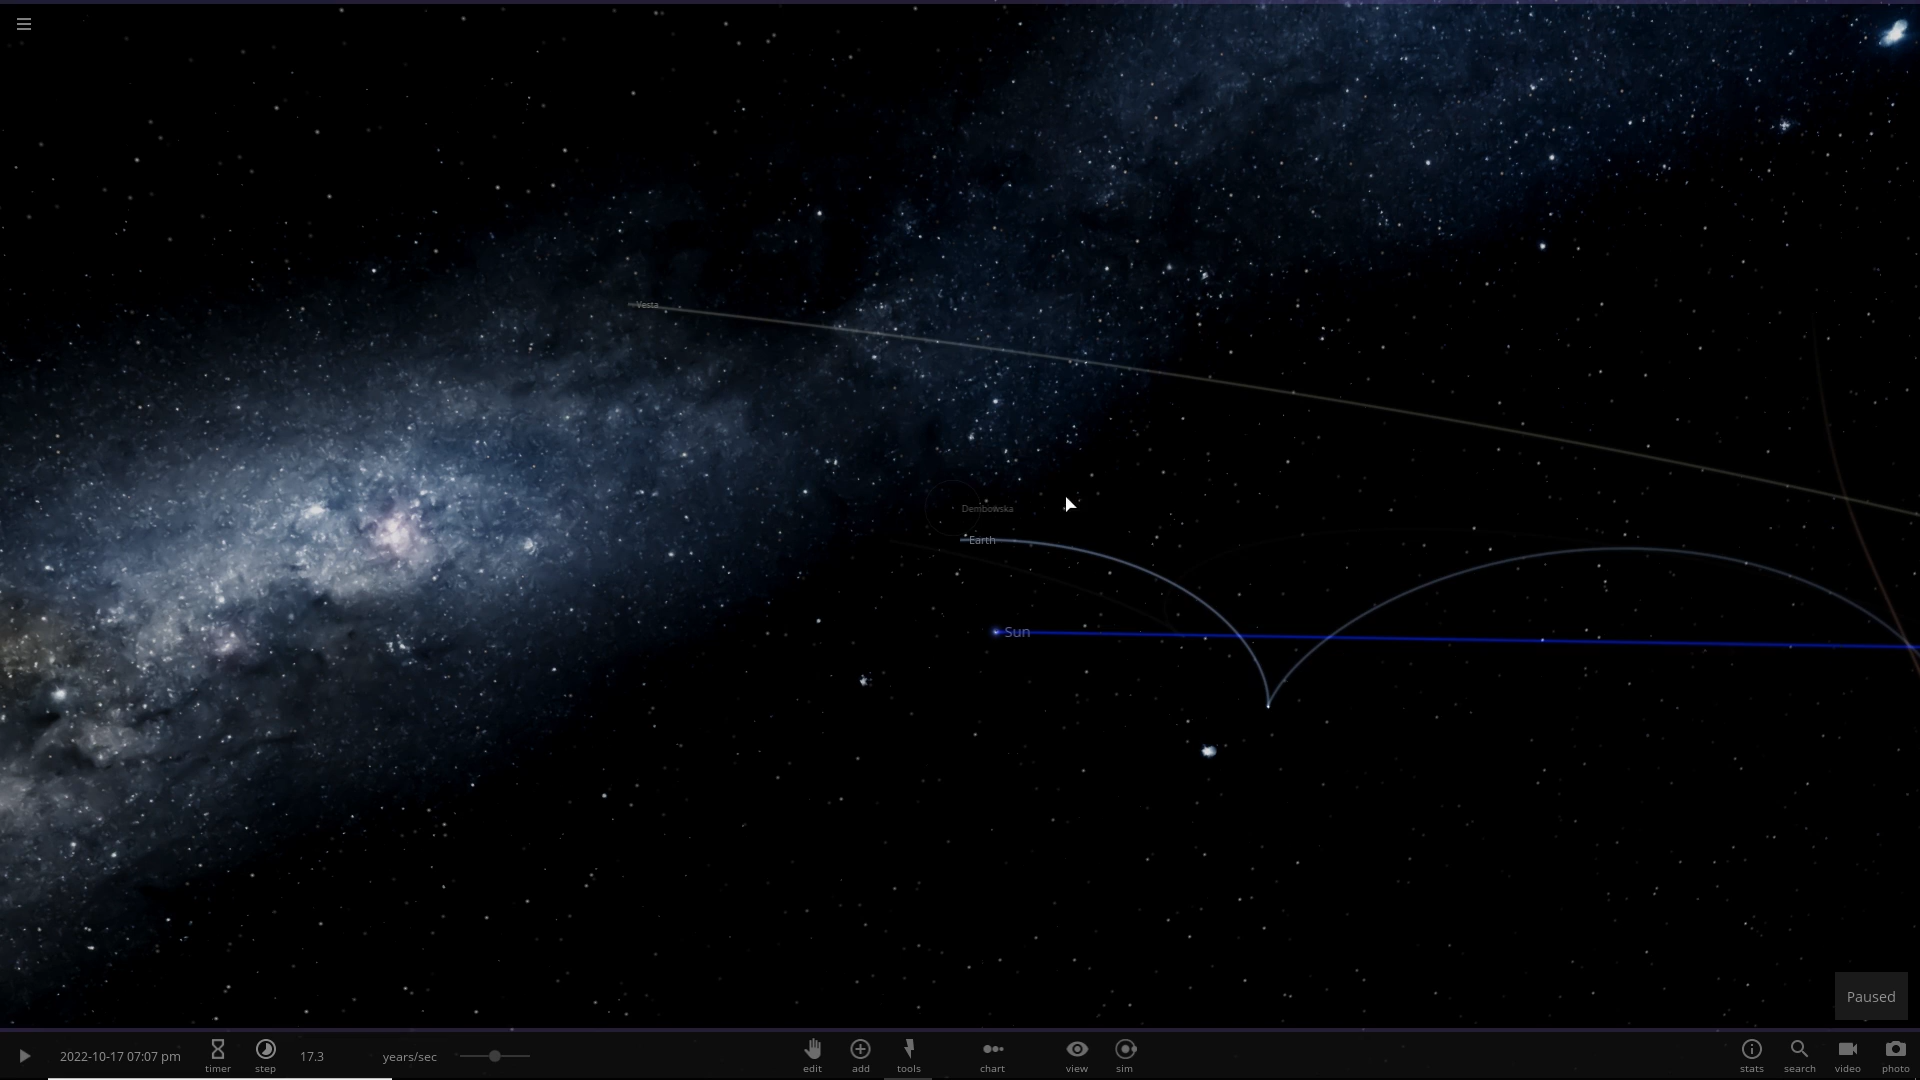 Vesta
Dembowska
Earth
Sun
Paused
2022-10-17 07:07 pm
timer
step
17.3
years/sec
edit
add
tools
chart
view
sim
stats
search
video
photo